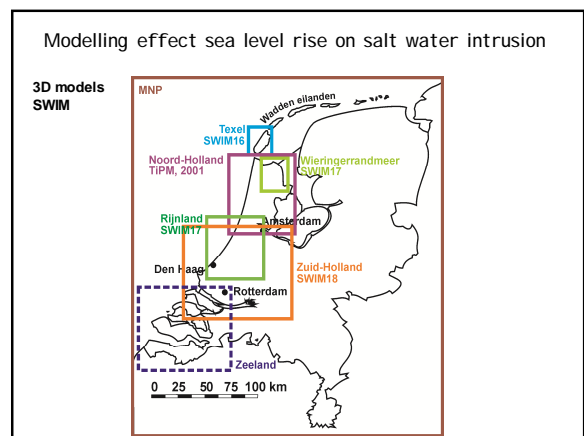 Modelling effect sea level rise on salt water intrusion
3D models
SWIM
MNP
Wadden eilanden
Texel
SWIM16
Noord-Holland
TiPM, 2001
Wieringerrandmeer
SWIM17
Rijnland
SWIM17
Amsterdam
Den Haag
Zuid-Holland
SWIM18
Rotterdam
Zeeland
0 25 50 75 100 km